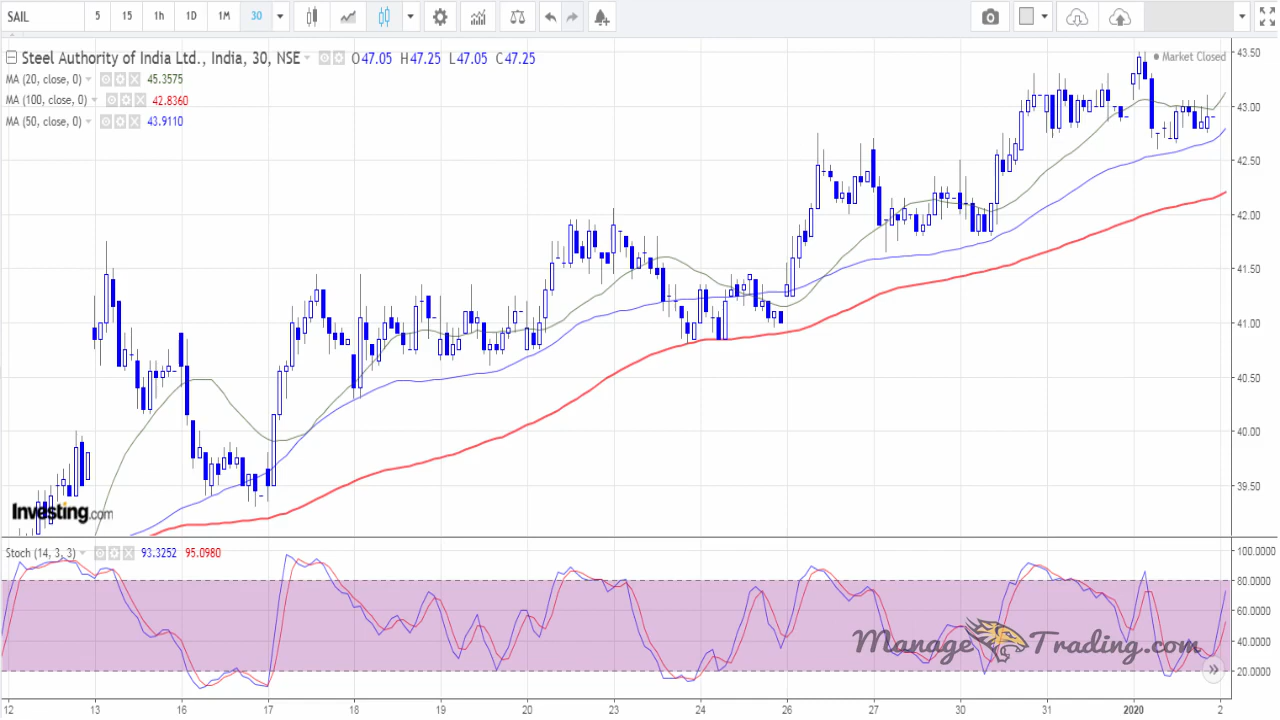 SAIL 5 15 1h 1D 1M 30
Steel Authority of India Ltd., India, 30, NSE O47.05 H47.25 L47.05 C47.25
Market Closed
MA (20, close, 0) 45.3575
MA (100, close, 0) 42.8360
MA (50, close, 0) 43.9110
43.50
43.00
42.50
42.00
41.50
41.00
40.50
40.00
39.50
Investing.com
Stoch (14, 3, 3) 93.3252 95.0980
100.0000
80.0000
60.0000
40.0000
20.0000
Manage Trading.com
12 13 16 17 18 19 20 23 24 26 27 30 31 2020 2